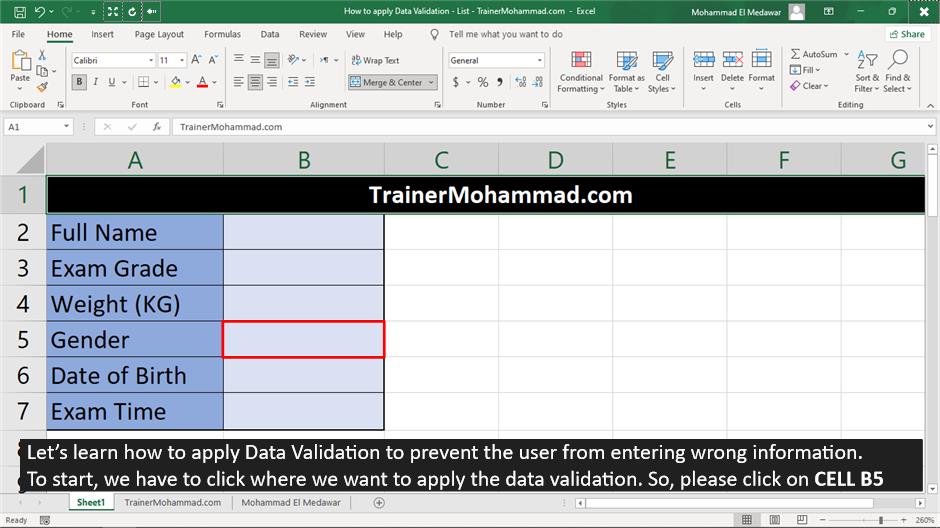 How to apply Data Validation - List - TrainerMohammad.com - Excel
Mohammad El Medawar
File Home Insert Page Layout Formulas Data Review View Help Tell me what you want to do Share
Paste
Clipboard
Calibri 11 A A
B I U A
Font
Wrap Text
Merge & Center
Alignment
$
General
$ % , .00
Number
Conditional Formatting
Format as Table
Cell Styles
Styles
Insert Delete Format
Cells
AutoSum
Fill
Clear
Sort & Filter
Find & Select
Editing
A1 fx TrainerMohammad.com
A B C D E F G
1 TrainerMohammad.com
2 Full Name
3 Exam Grade
4 Weight (KG)
5 Gender
6 Date of Birth
7 Exam Time
Let’s learn how to apply Data Validation to prevent the user from entering wrong information.
To start, we have to click where we want to apply the data validation. So, please click on CELL B5
Sheet1 TrainerMohammad.com Mohammad El Medawar
Ready 260%